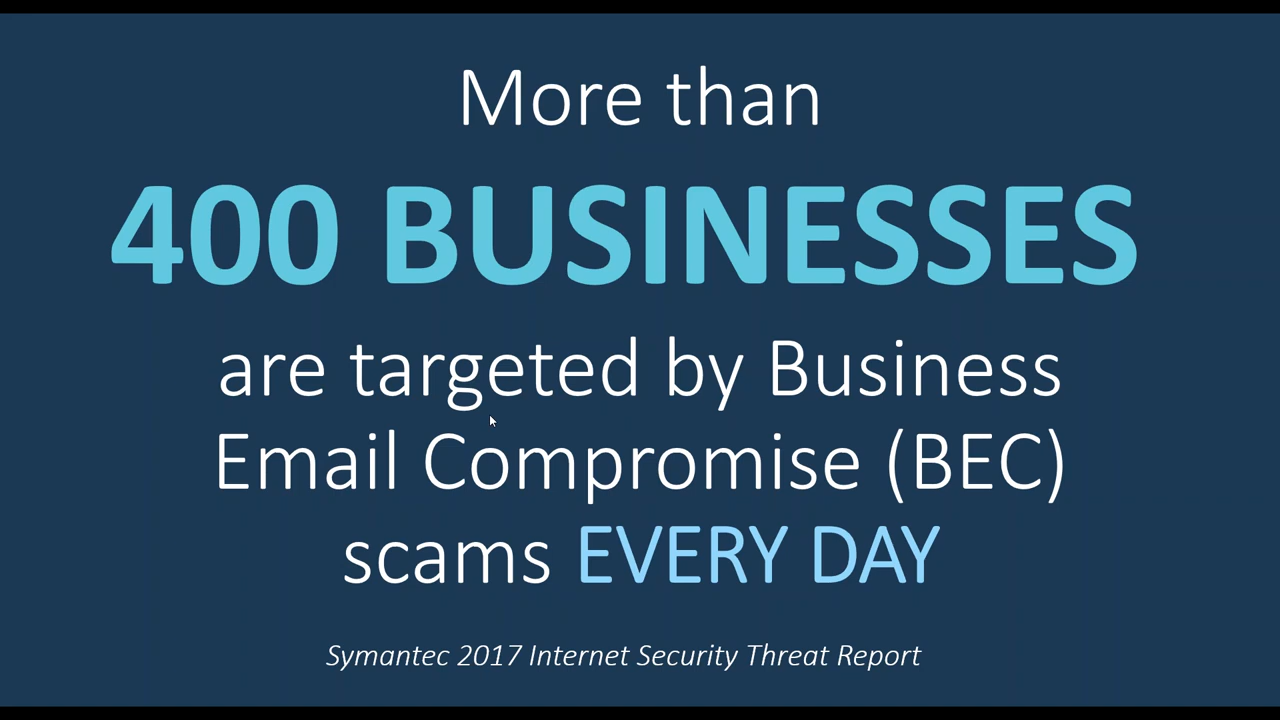 More than
400 BUSINESSES
are targeted by Business
Email Compromise (BEC)
scams EVERY DAY
Symantec 2017 Internet Security Threat Report